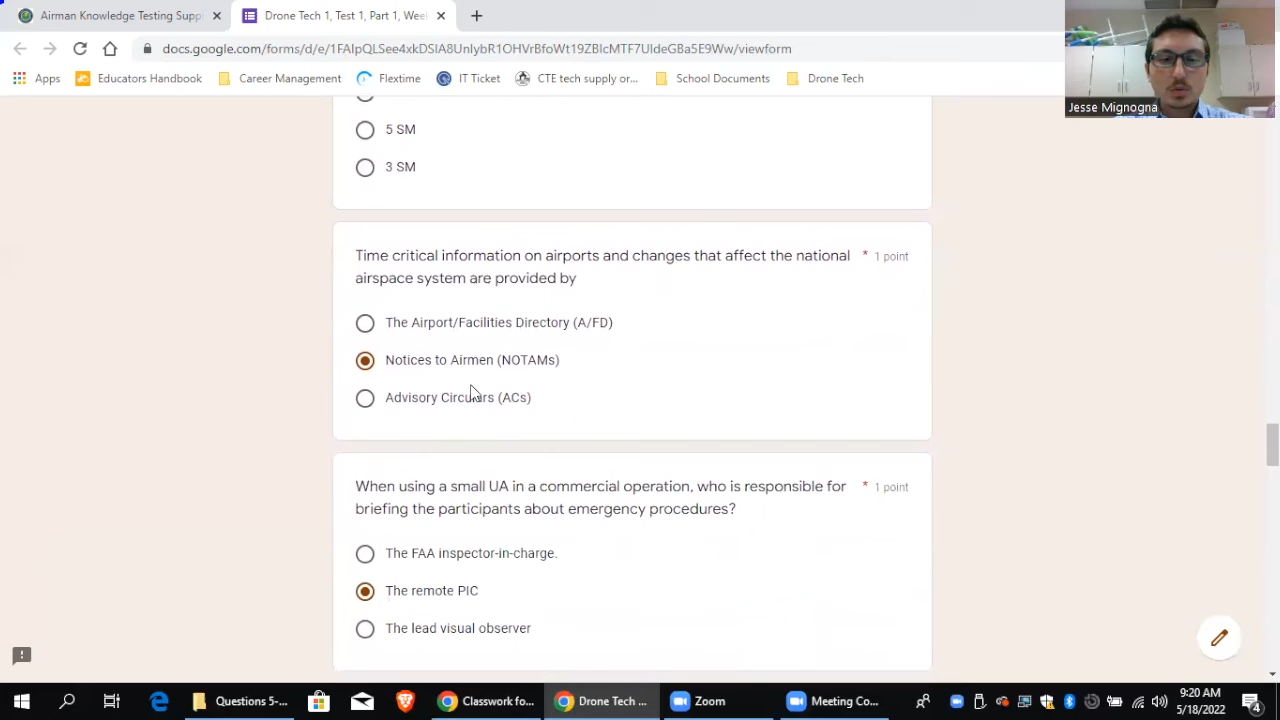 Airman Knowledge Testing Supp
Drone Tech 1, Test 1, Part 1, Wee
docs.google.com/forms/d/e/1FAIpQLSee4xkDSIA8UnlybR1OHVrBfoWt19ZBIcMTF7UIdeGBa5E9Ww/viewform
Apps
Educators Handbook
Career Management
Flextime
IT Ticket
CTE tech supply or...
School Documents
Drone Tech
Jesse Mignogna
5 SM
3 SM
Time critical information on airports and changes that affect the national
* 1 point
airspace system are provided by
The Airport/Facilities Directory (A/FD)
Notices to Airmen (NOTAMs)
Advisory Circulars (ACs)
When using a small UA in a commercial operation, who is responsible for
* 1 point
briefing the participants about emergency procedures?
The FAA inspector-in-charge.
The remote PIC
The lead visual observer
Questions 5-...
Classwork fo...
Drone Tech ...
Zoom
Meeting Co...
9:20 AM
5/18/2022
4